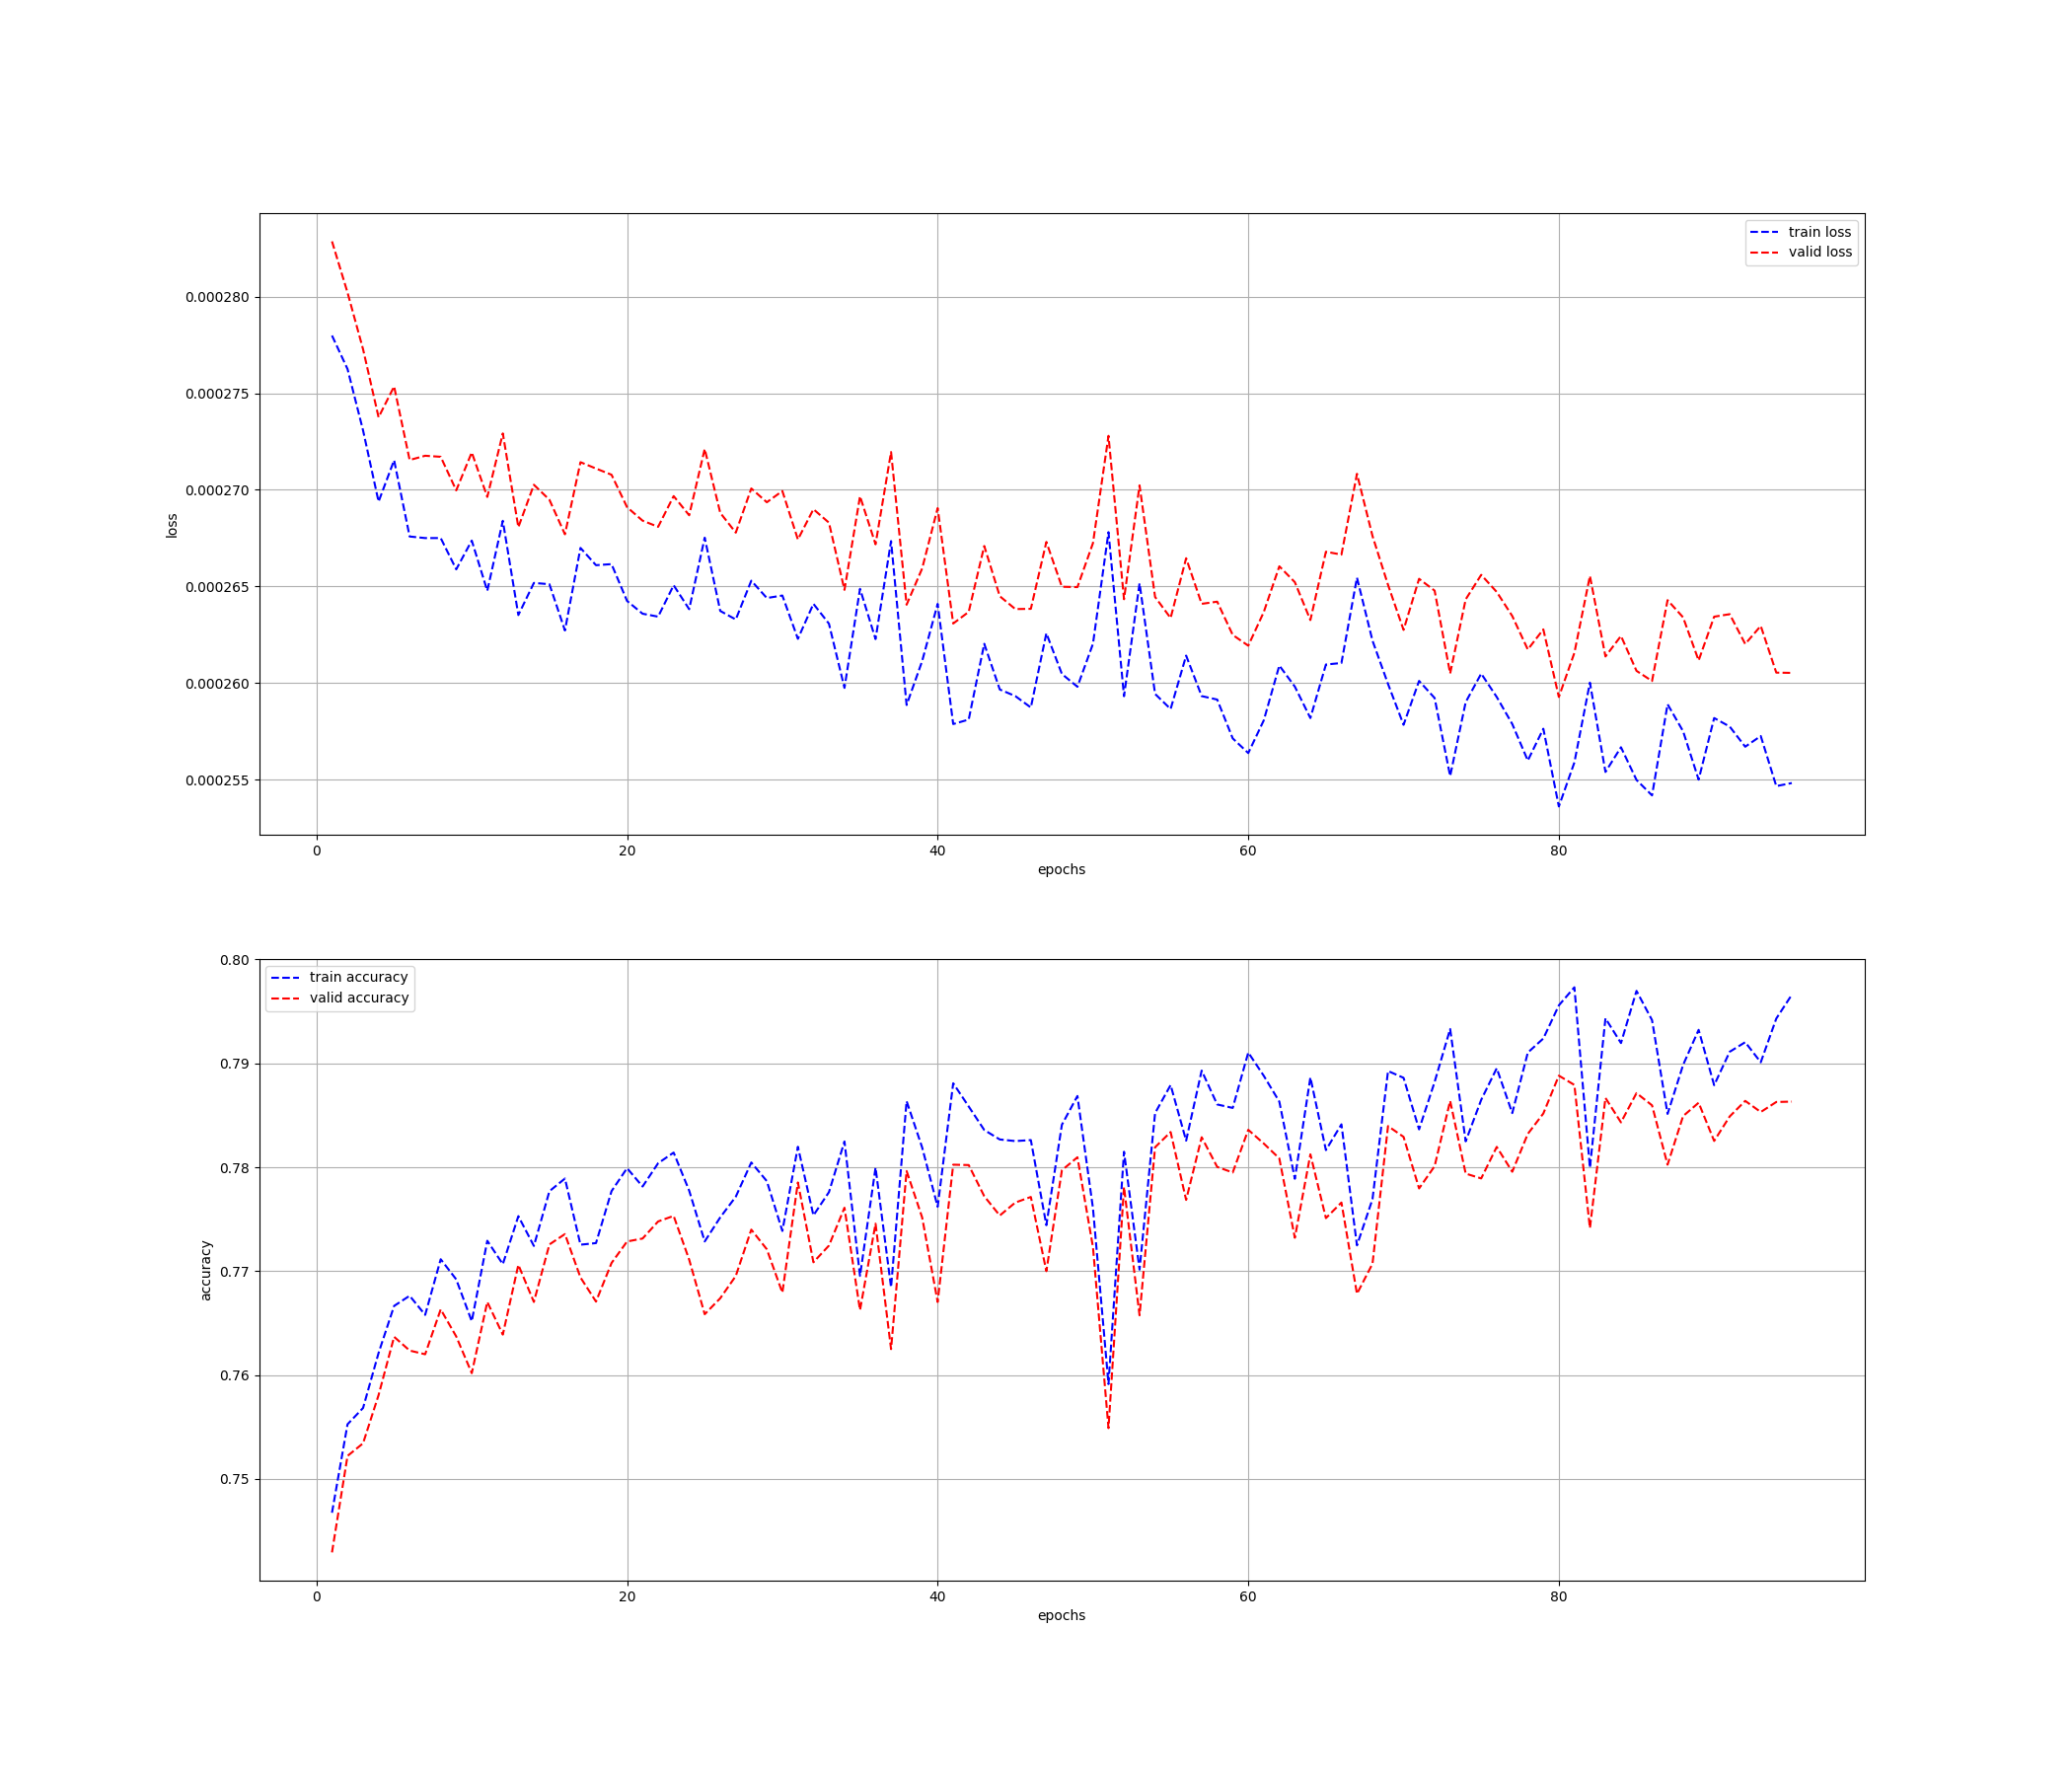 train loss
valid loss
0.000280
0.000275
0.000270
0.000265
0.000260
0.000255
loss
0 20 40 60 80
epochs
train accuracy
valid accuracy
0.80
0.79
0.78
0.77
0.76
0.75
accuracy
0 20 40 60 80
epochs